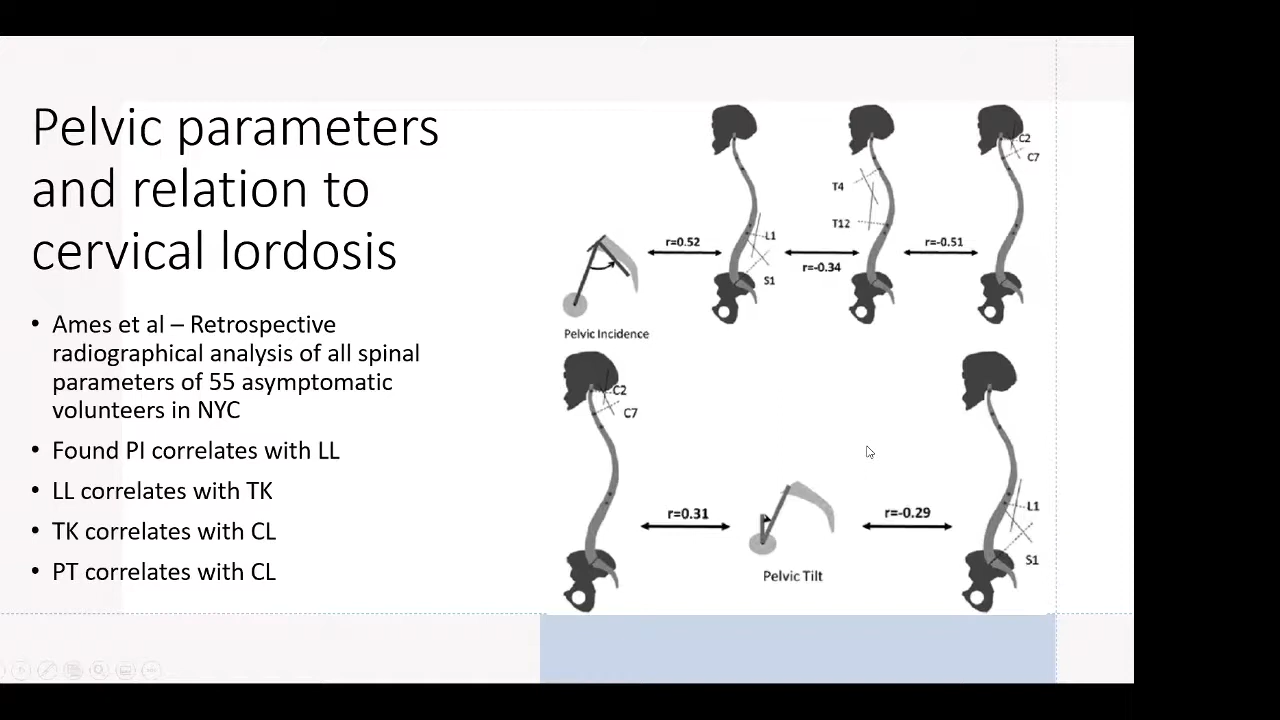 Pelvic parameters
and relation to
cervical lordosis
• Ames et al – Retrospective
radiographical analysis of all spinal
parameters of 55 asymptomatic
volunteers in NYC
• Found PI correlates with LL
• LL correlates with TK
• TK correlates with CL
• PT correlates with CL
Pelvic Incidence
r=0.52
L1
S1
r=-0.34
T4
T12
r=-0.51
C2
C7
C2
C7
r=0.31
Pelvic Tilt
r=-0.29
L1
S1